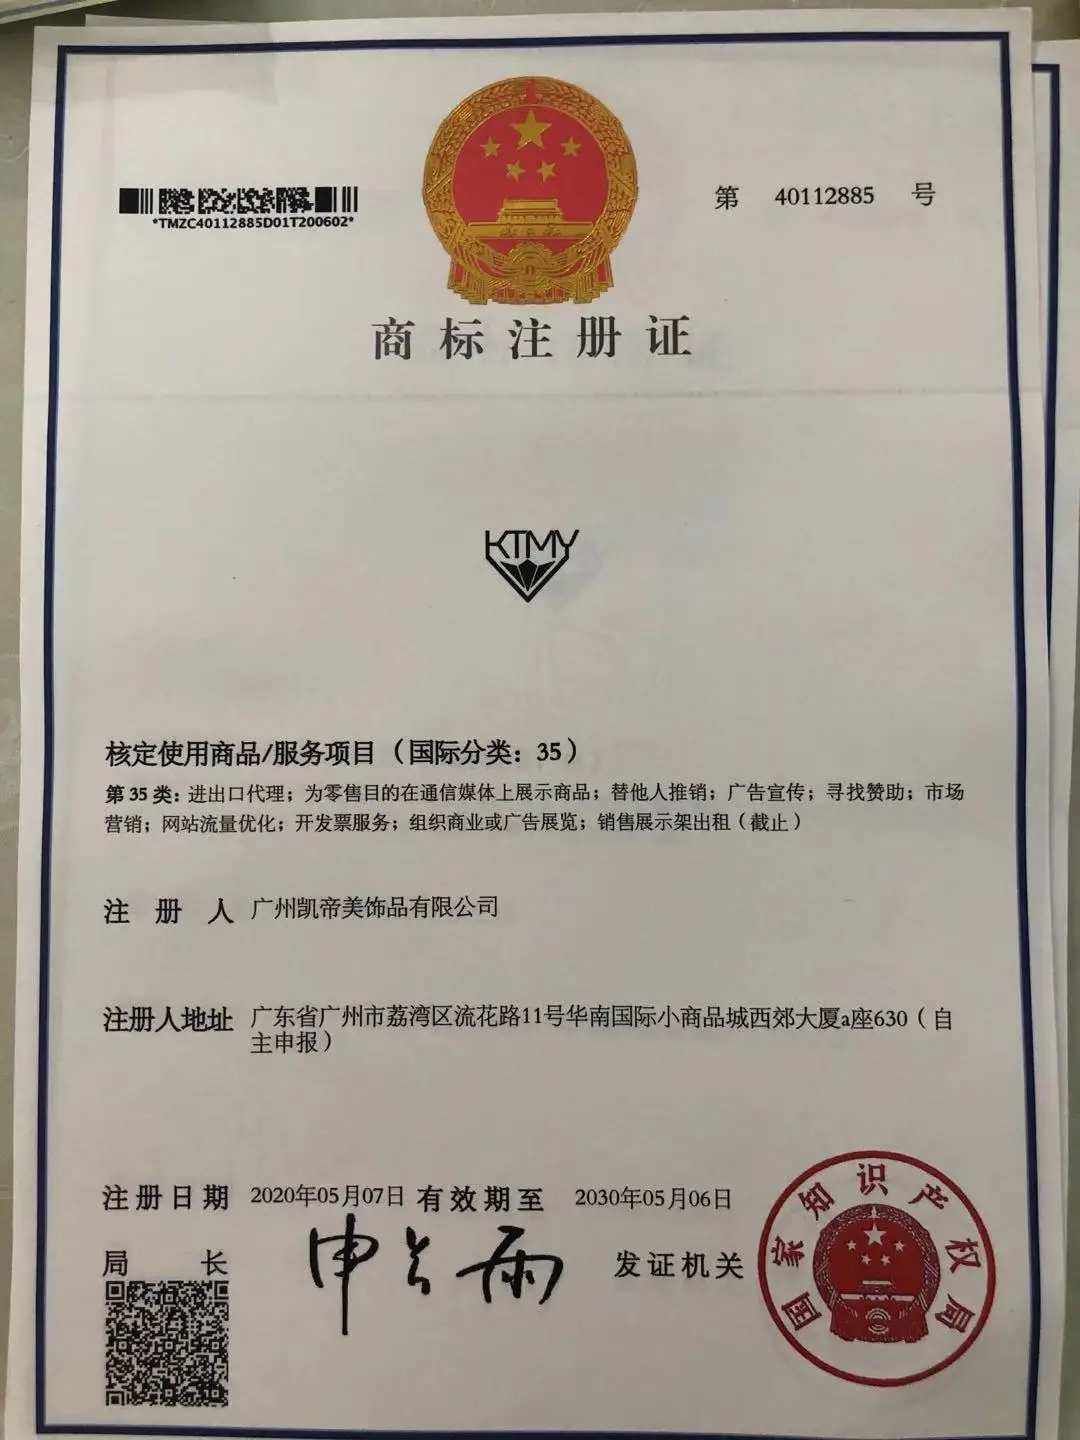 *TMZC40112885D01T200602*
第 40112885 号
商标注册证
KTMY
核定使用商品/服务项目（国际分类：35）
第 35 类：进出口代理；为零售目的在通信媒体上展示商品；替他人推销；广告宣传；寻找赞助；市场
营销；网站流量优化；开发票服务；组织商业或广告展览；销售展示架出租（截止）
注 册 人 广州凯帝美饰品有限公司
注册人地址 广东省广州市荔湾区流花路11号华南国际小商品城西郊大厦a座630（自
主申报）
注册日期 2020年05月07日 有效期至 2030年05月06日
局 长 申长雨 发证机关
国家知识产权局